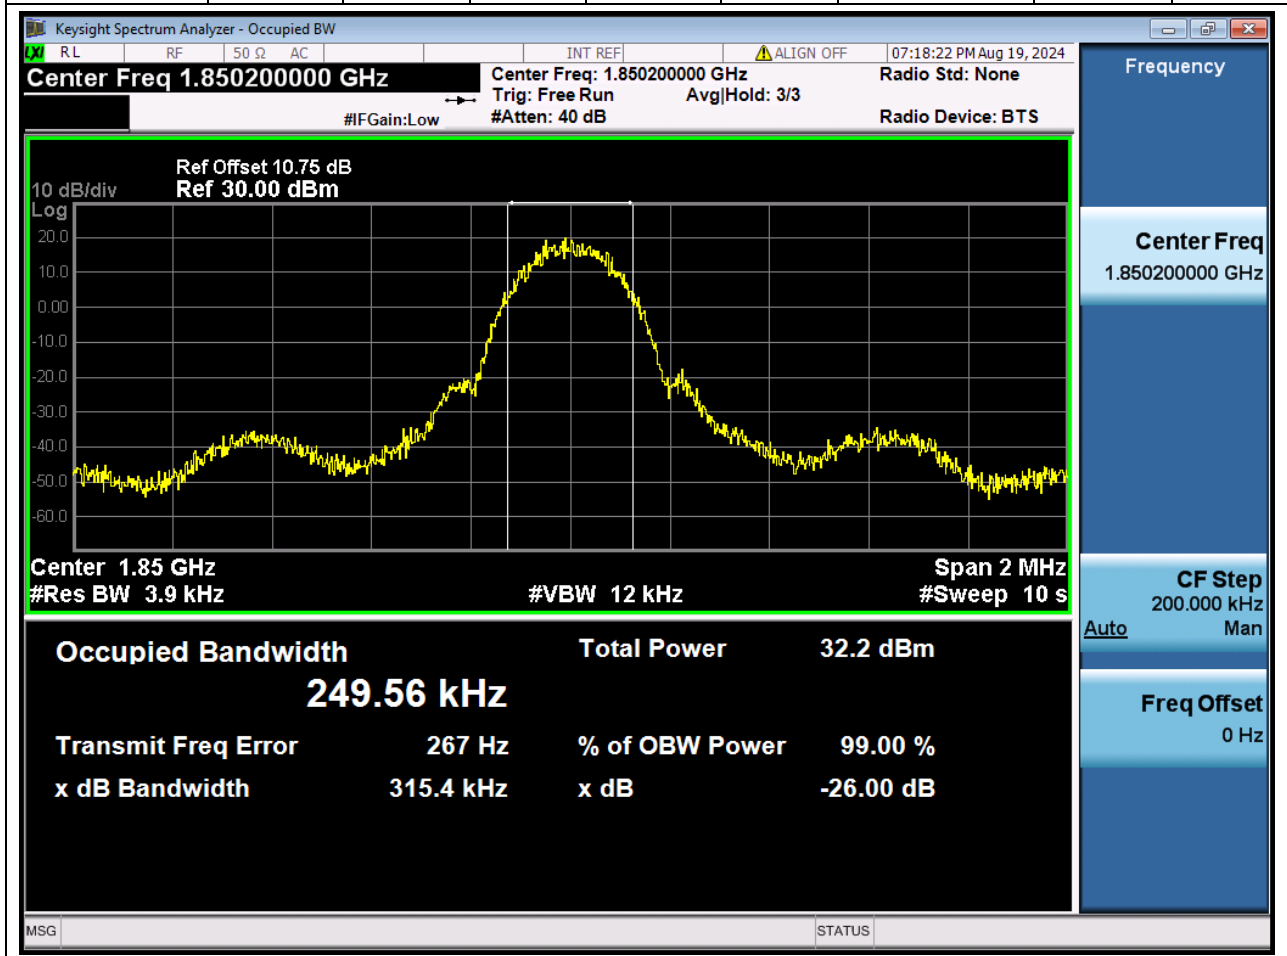 Keysight Spectrum Analyzer - Occupied BW
LXI RL RF 50 Ω AC INT REF ALIGN OFF 07:18:22 PM Aug 19, 2024
Center Freq 1.850200000 GHz
Center Freq: 1.850200000 GHz
Radio Std: None
Trig: Free Run Avg|Hold: 3/3
#IFGain:Low
#Atten: 40 dB
Radio Device: BTS
Ref Offset 10.75 dB
10 dB/div Ref 30.00 dBm
Log
20.0
10.0
0.00
-10.0
-20.0
-30.0
-40.0
-50.0
-60.0
Center 1.85 GHz Span 2 MHz
#Res BW 3.9 kHz #VBW 12 kHz #Sweep 10 s
Occupied Bandwidth Total Power 32.2 dBm
249.56 kHz
Transmit Freq Error 267 Hz % of OBW Power 99.00 %
x dB Bandwidth 315.4 kHz x dB -26.00 dB
MSG STATUS
Frequency
Center Freq
1.850200000 GHz
CF Step
200.000 kHz
Auto Man
Freq Offset
0 Hz